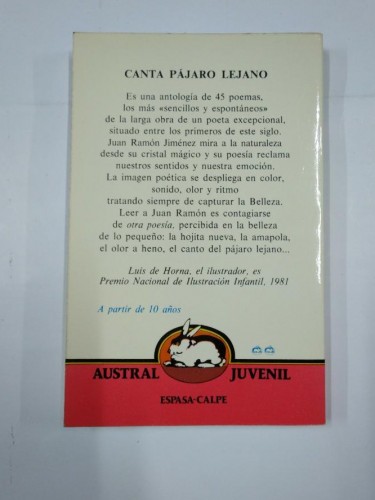 CANTA PÁJARO LEJANO
Es una antología de 45 poemas,
los más «sencillos y espontáneos»
de la larga obra de un poeta excepcional,
situado entre los primeros de este siglo.
Juan Ramón Jiménez mira a la naturaleza
desde su cristal mágico y su poesía reclama
nuestros sentidos y nuestra emoción.
La imagen poética se despliega en color,
sonido, olor y ritmo
tratando siempre de capturar la Belleza.
Leer a Juan Ramón es contagiarse
de otra poesía, percibida en la belleza
de lo pequeño: la hojita nueva, la amapola,
el olor a heno, el canto del pájaro lejano...
Luis de Horna, el ilustrador, es
Premio Nacional de Ilustración Infantil, 1981
A partir de 10 años
AUSTRAL JUVENIL
ESPASA-CALPE